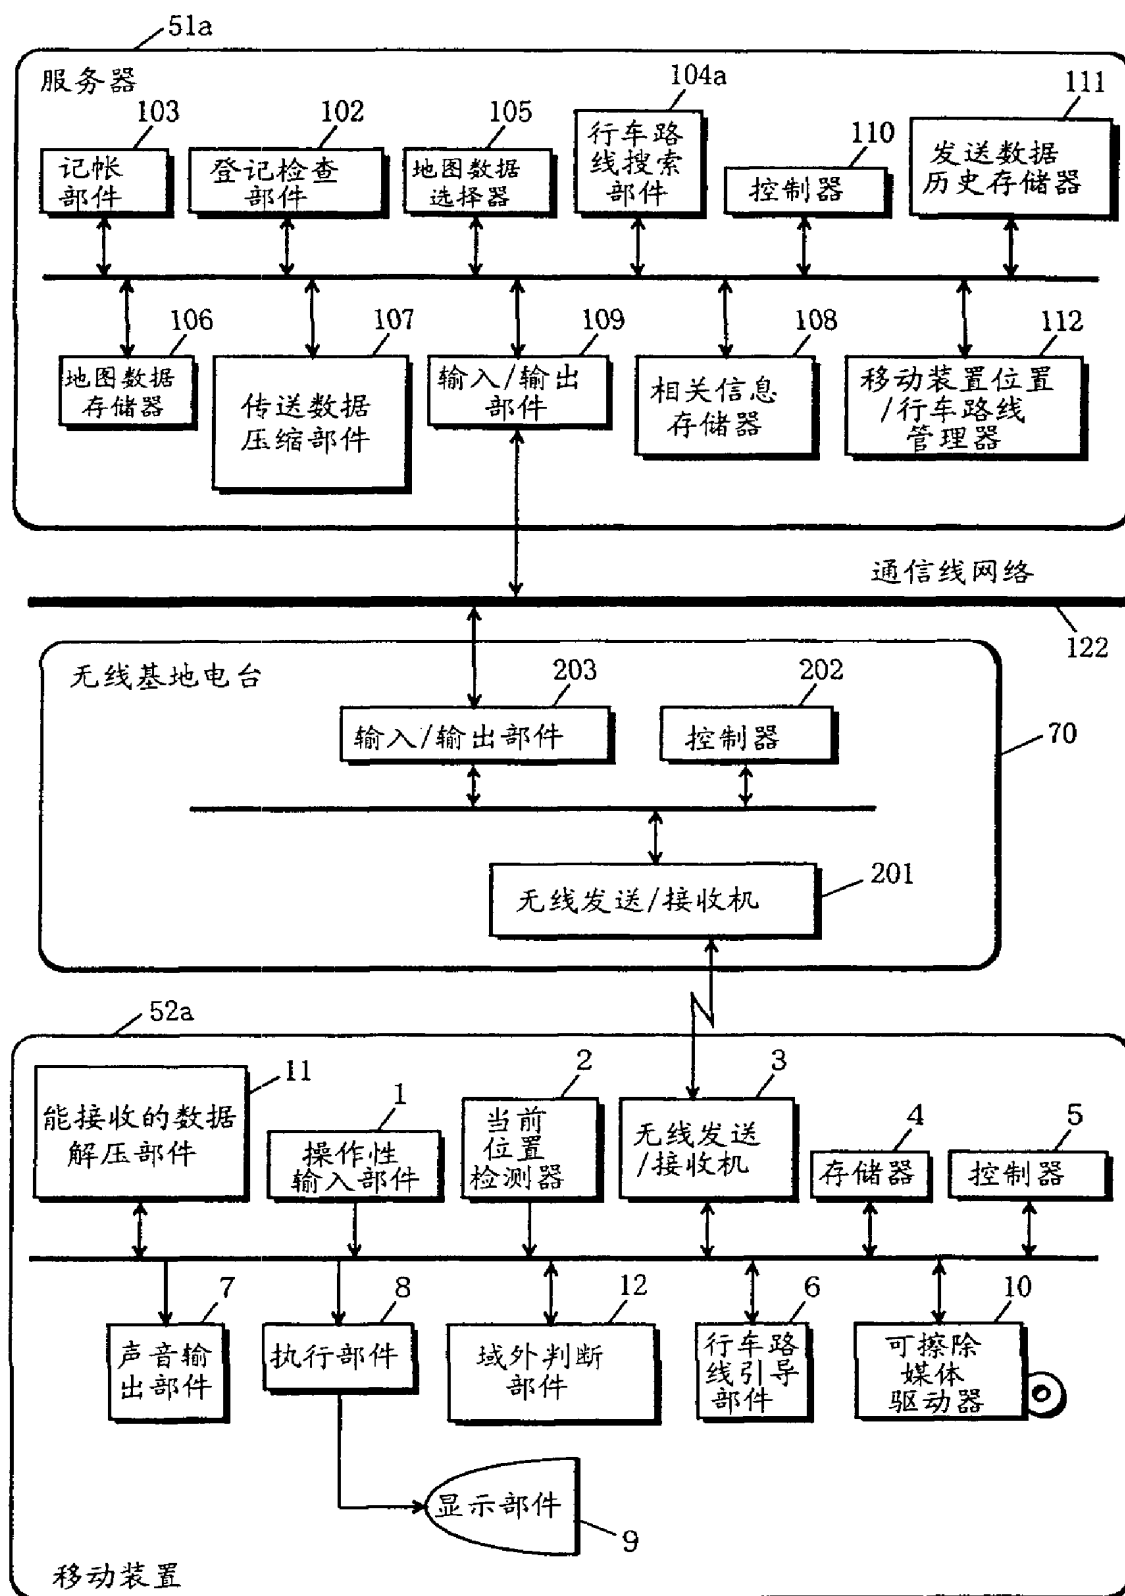 51a
服务器
103
记帐
部件
102
登记检查
部件
105
地图数据
选择器
104a
行车路
线搜索
部件
110
控制器
111
发送数据
历史存储器
106
地图数据
存储器
107
传送数据
压缩部件
109
输入/输出
部件
108
相关信息
存储器
112
移动装置位置
/行车路线
管理器
通信线网络
122
无线基地电台
203
输入/输出部件
202
控制器
70
201
无线发送/接收机
52a
11
能接收的数据
解压部件
1
操作性
输入部件
2
当前
位置
检测器
3
无线发送
/接收机
4
存储器
5
控制器
7
声音输
出部件
8
执行部件
12
域外判断
部件
6
行车路
线引导
部件
10
可擦除
媒体
驱动器
显示部件
9
移动装置